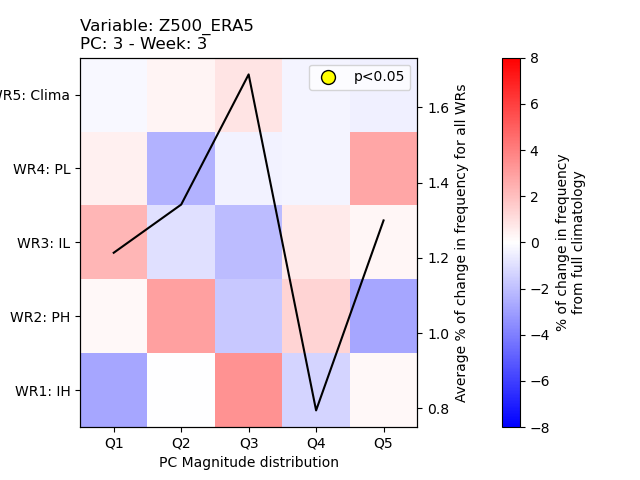 Variable: Z500_ERA5
PC: 3 - Week: 3
p<0.05
WR5: Clima
WR4: PL
WR3: IL
WR2: PH
WR1: IH
Q1 Q2 Q3 Q4 Q5
PC Magnitude distribution
1.6
1.4
1.2
1.0
0.8
Average % of change in frequency for all WRs
8
6
4
2
0
−2
−4
−6
−8
% of change in frequency
from full climatology